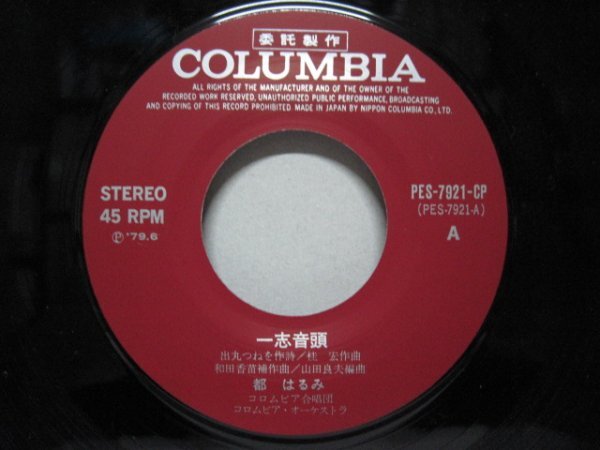 委託製作
COLUMBIA
ALL RIGHTS OF THE MANUFACTURER AND OF THE OWNER OF THE
RECORDED WORK RESERVED, UNAUTHORIZED PUBLIC PERFORMANCE, BROADCASTING
AND COPYING OF THIS RECORD PROHIBITED MADE IN JAPAN BY NIPPON COLUMBIA CO., LTD.
STEREO
45 RPM
Ⓟ '79.6
PES-7921-CP
(PES-7921-A)
A
一志音頭
出丸つねを作詩/桂 宏作曲
和田香苗補作曲/山田良夫編曲
都 はるみ
コロムビア合唱団
コロムビア・オーケストラ